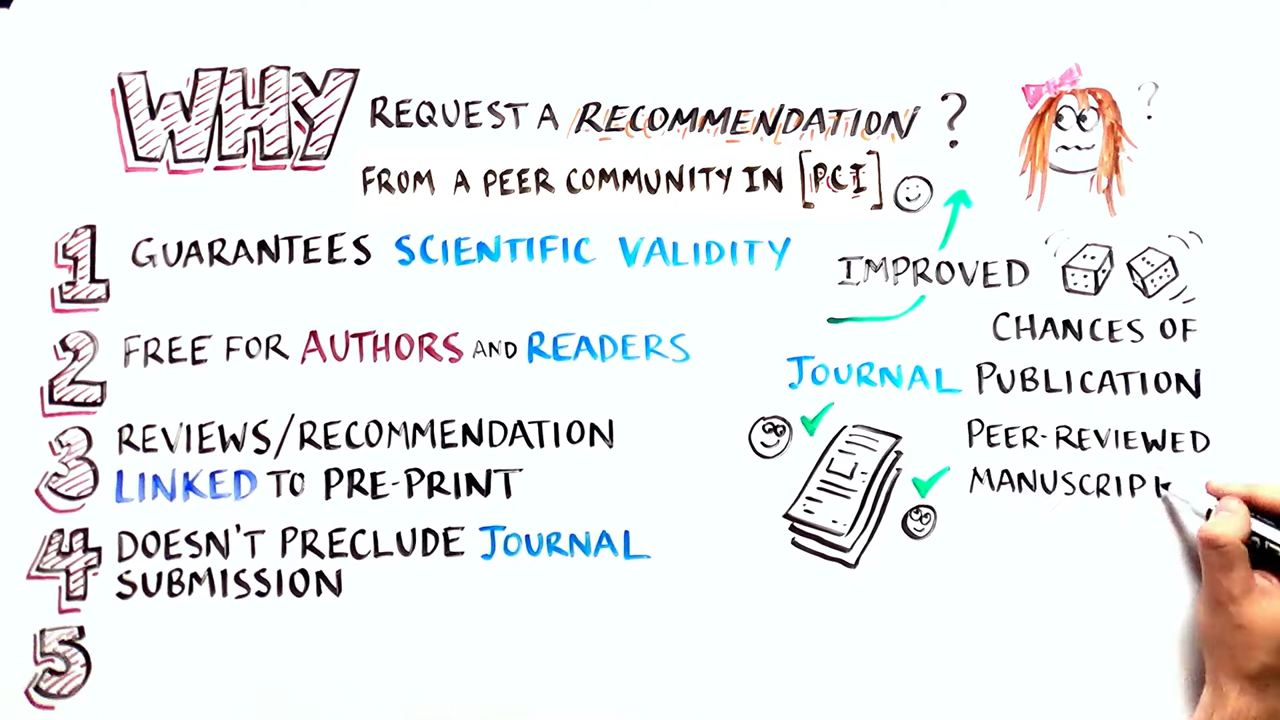 WHY REQUEST A RECOMMENDATION ?
FROM A PEER COMMUNITY IN [PCI]
?
1 GUARANTEES SCIENTIFIC VALIDITY
2 FREE FOR AUTHORS AND READERS
3 REVIEWS/RECOMMENDATION
LINKED TO PRE-PRINT
4 DOESN'T PRECLUDE JOURNAL
SUBMISSION
5
IMPROVED
CHANCES OF
JOURNAL PUBLICATION
PEER-REVIEWED
MANUSCRIP